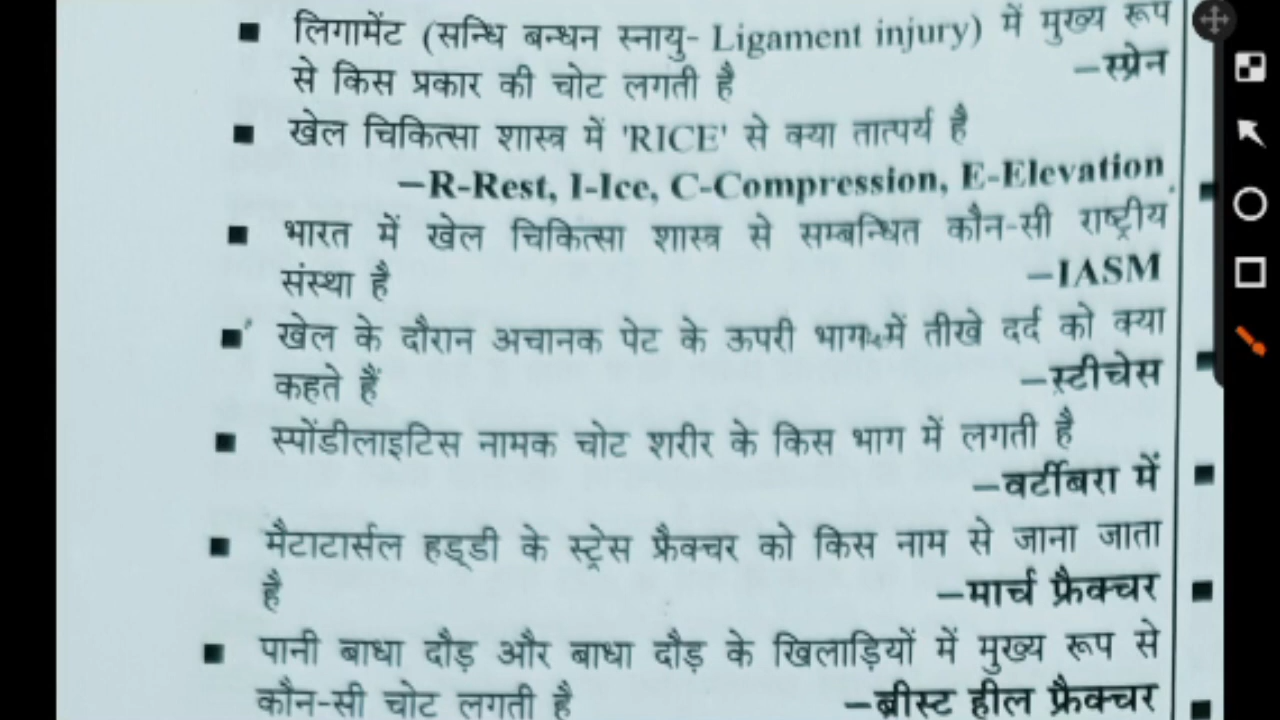 ■ लिगामेंट (सन्धि बन्धन स्नायु- Ligament injury) में मुख्य रूप
से किस प्रकार की चोट लगती है –स्प्रेन
■ खेल चिकित्सा शास्त्र में 'RICE' से क्या तात्पर्य है
–R-Rest, I-Ice, C-Compression, E-Elevation
■ भारत में खेल चिकित्सा शास्त्र से सम्बन्धित कौन-सी राष्ट्रीय
संस्था है –IASM
■ खेल के दौरान अचानक पेट के ऊपरी भाग में तीखे दर्द को क्या
कहते हैं –स्टीचेस
■ स्पोंडीलाइटिस नामक चोट शरीर के किस भाग में लगती है
–वर्टीबरा में
■ मैटाटार्सल हड्डी के स्ट्रेस फ्रैक्चर को किस नाम से जाना जाता
है –मार्च फ्रैक्चर
■ पानी बाधा दौड़ और बाधा दौड़ के खिलाड़ियों में मुख्य रूप से
कौन-सी चोट लगती है –ब्रीस्ट हील फ्रैक्चर